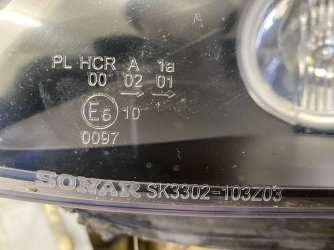 PL HCR A 1a
00 02 01 →
E6 10
0097
SONAR SK3302-103Z03